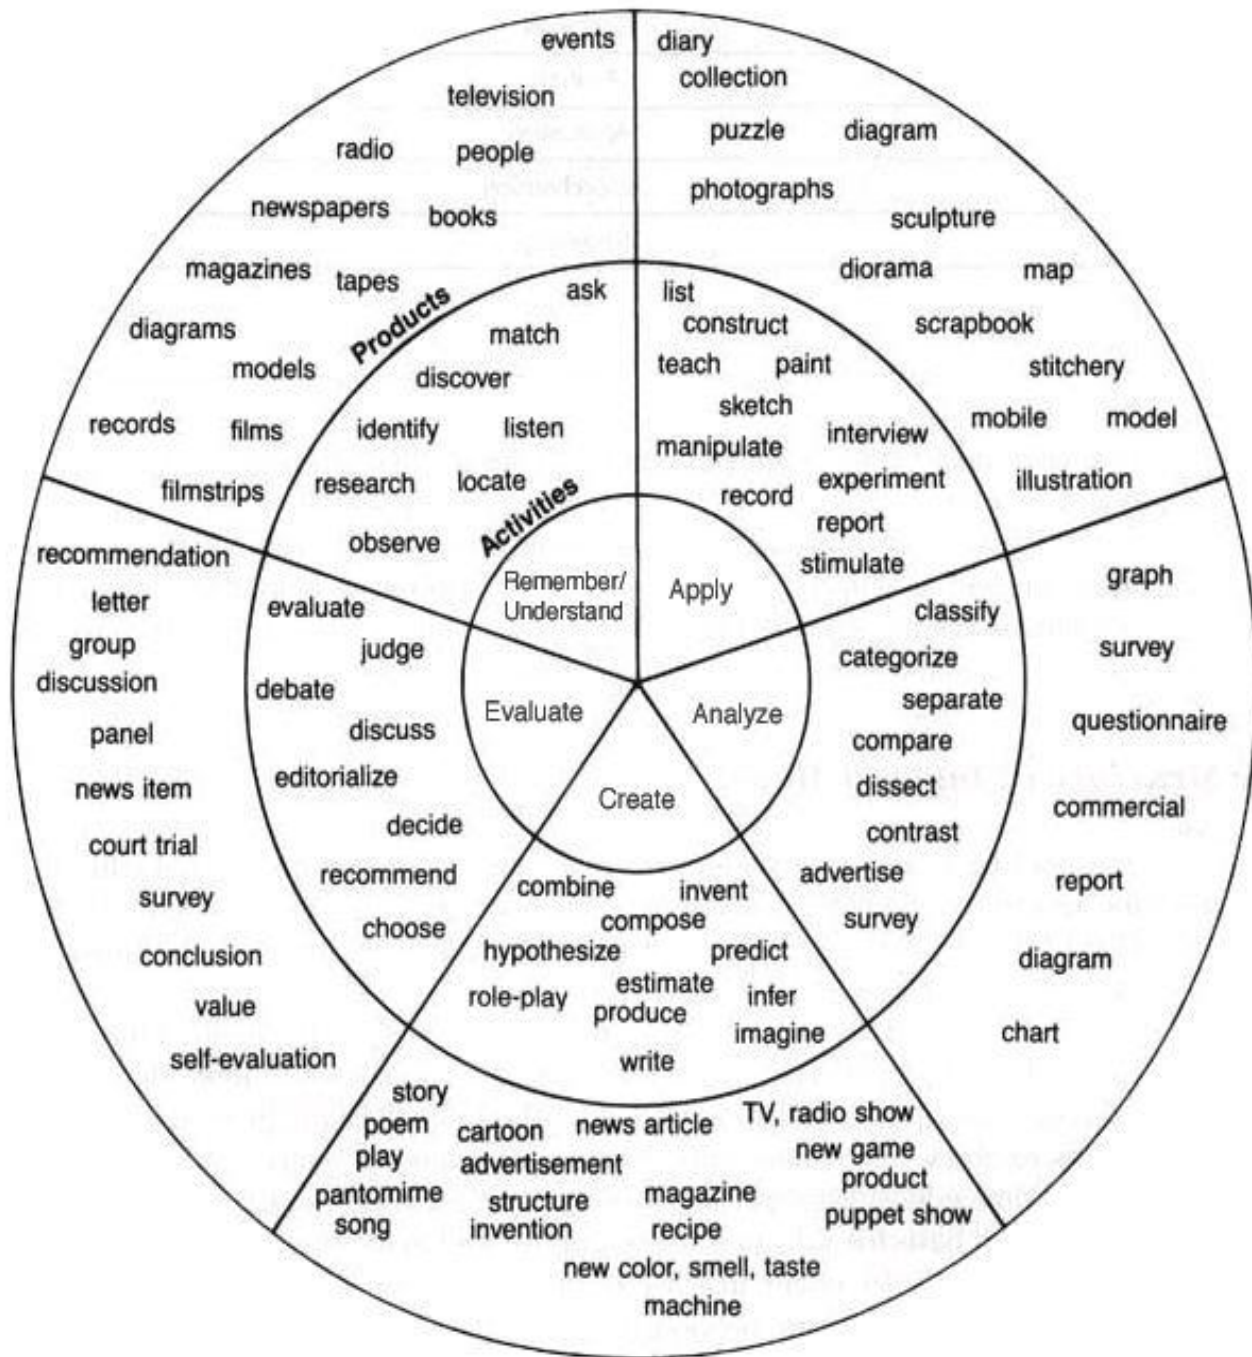 events
television
radio people
newspapers books
magazines tapes
diagrams
models
records films
filmstrips
Products
ask
match
discover
identify listen
research locate
observe
Activities
Remember/
Understand
diary
collection
puzzle diagram
photographs
sculpture
diorama map
scrapbook
stitchery
mobile model
illustration
list
construct
teach paint
sketch
manipulate interview
experiment
record
report
stimulate
Apply
graph
survey
questionnaire
commercial
report
diagram
chart
classify
categorize
separate
compare
dissect
contrast
advertise
survey
Analyze
Create
combine invent
compose
hypothesize predict
estimate
role-play infer
produce
imagine
write
story
TV, radio show
poem cartoon news article
play advertisement new game
product
pantomime structure magazine
song invention recipe puppet show
new color, smell, taste
machine
Evaluate
evaluate
judge
debate
discuss
editorialize
decide
recommend
choose
recommendation
letter
group
discussion
panel
news item
court trial
survey
conclusion
value
self-evaluation